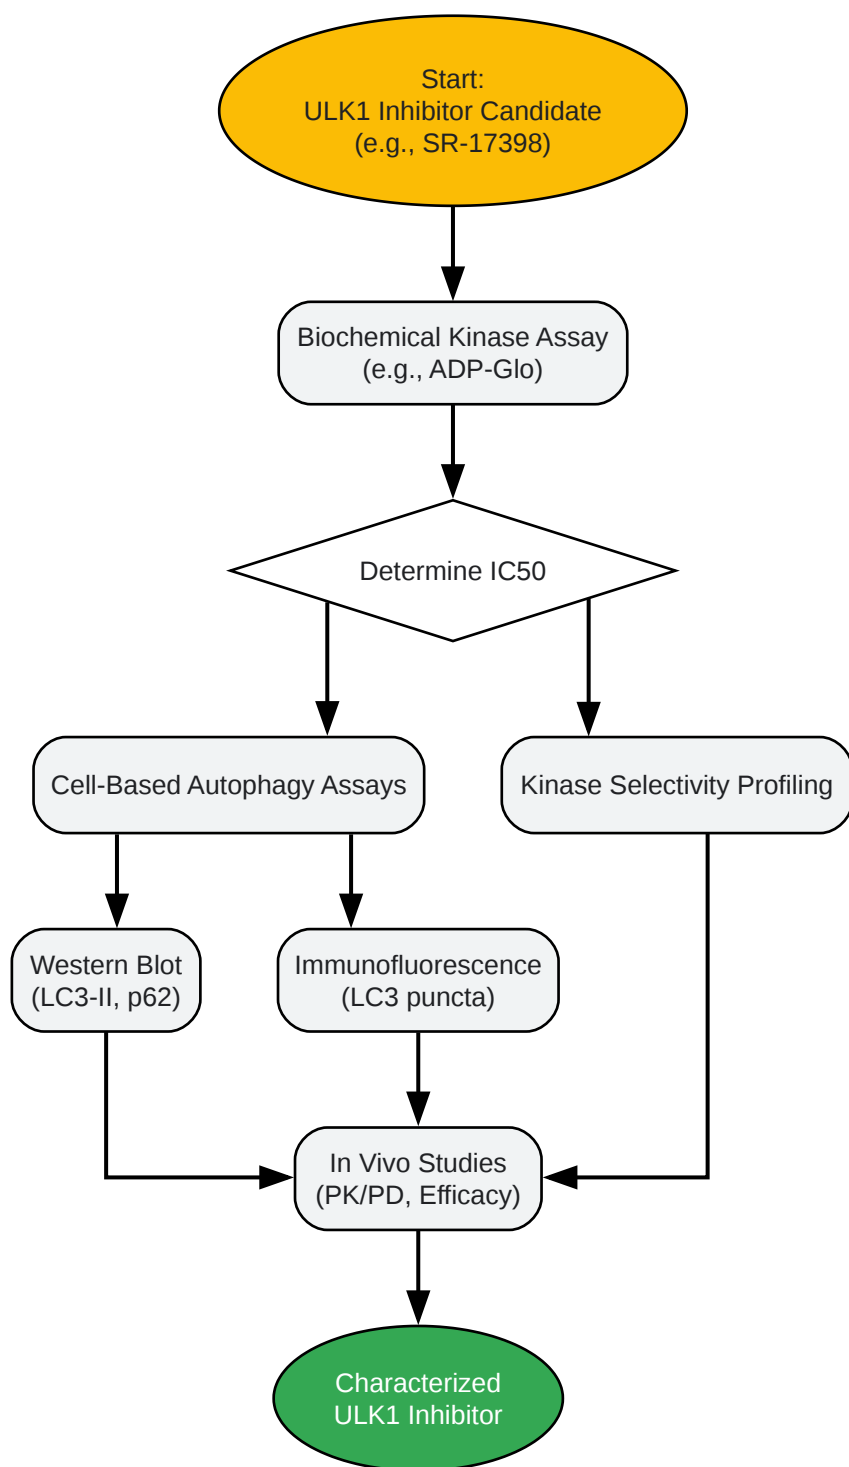 Start:
ULK1 Inhibitor Candidate
(e.g., SR-17398)
Biochemical Kinase Assay
(e.g., ADP-Glo)
Determine IC50
Cell-Based Autophagy Assays
Kinase Selectivity Profiling
Western Blot
(LC3-II, p62)
Immunofluorescence
(LC3 puncta)
In Vivo Studies
(PK/PD, Efficacy)
Characterized
ULK1 Inhibitor